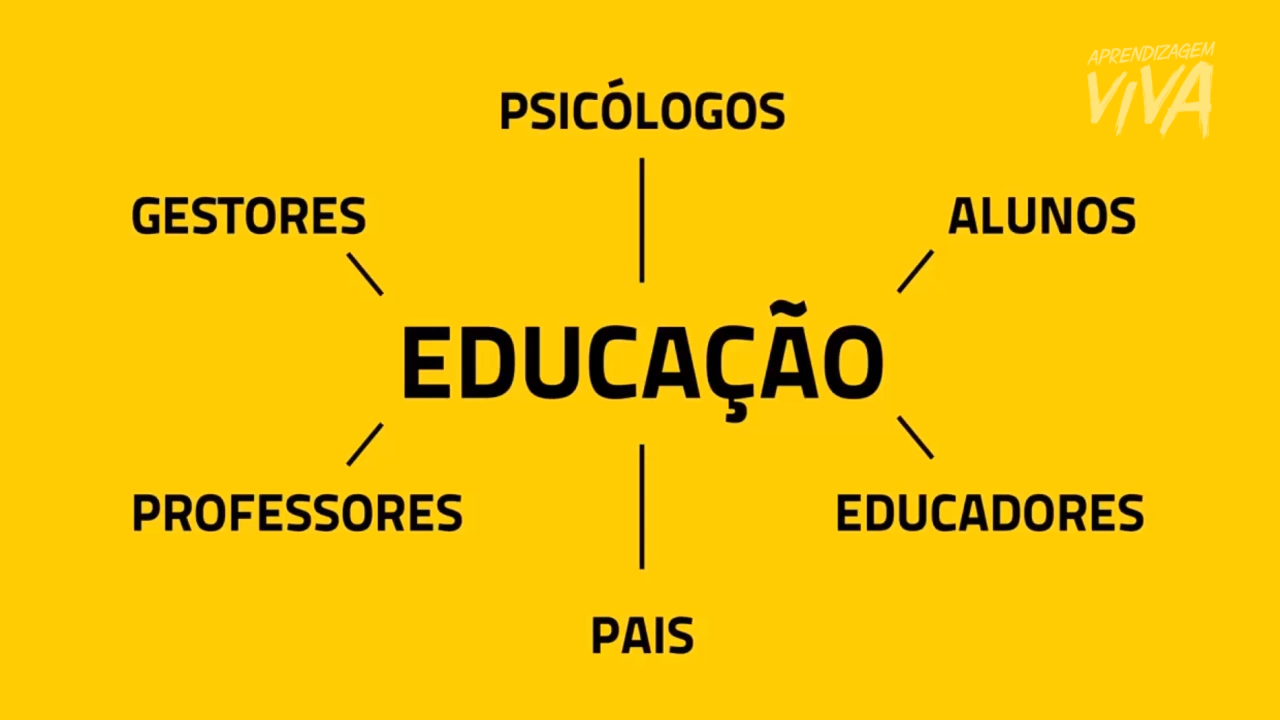 APRENDIZAGEM
ViVA
PSICÓLOGOS
GESTORES
ALUNOS
EDUCAÇÃO
PROFESSORES
EDUCADORES
PAIS